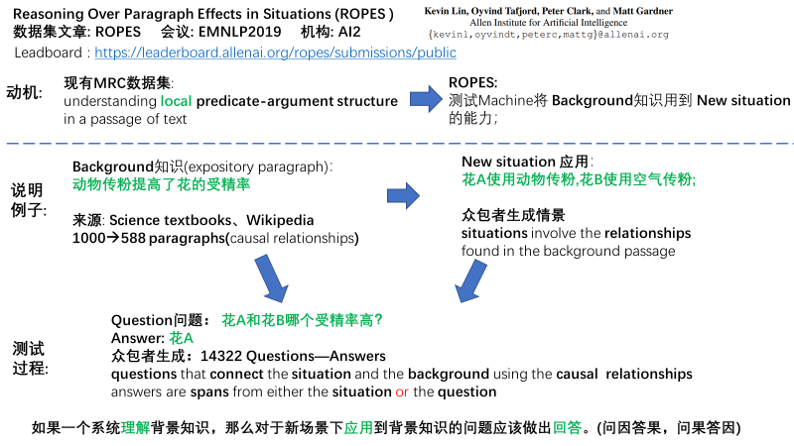 Reasoning Over Paragraph Effects in Situations (ROPES )
Kevin Lin, Oyvind Tafjord, Peter Clark, and Matt Gardner
Allen Institute for Artificial Intelligence
{kevinl,oyvindt,peterc,mattg}@allenai.org
数据集文章: ROPES 会议: EMNLP2019 机构: AI2
Leadboard : https://leaderboard.allenai.org/ropes/submissions/public
动机:
现有MRC数据集:
understanding local predicate-argument structure
in a passage of text
ROPES:
测试Machine将 Background知识用到 New situation
的能力;
说明
例子:
Background知识(expository paragraph):
动物传粉提高了花的受精率
来源: Science textbooks、Wikipedia
1000→588 paragraphs(causal relationships)
New situation 应用:
花A使用动物传粉,花B使用空气传粉;
众包者生成情景
situations involve the relationships
found in the background passage
测试
过程:
Question问题: 花A和花B哪个受精率高?
Answer: 花A
众包者生成: 14322 Questions—Answers
questions that connect the situation and the background using the causal relationships
answers are spans from either the situation or the question
如果一个系统理解背景知识，那么对于新场景下应用到背景知识的问题应该做出回答。(问因答果，问果答因)